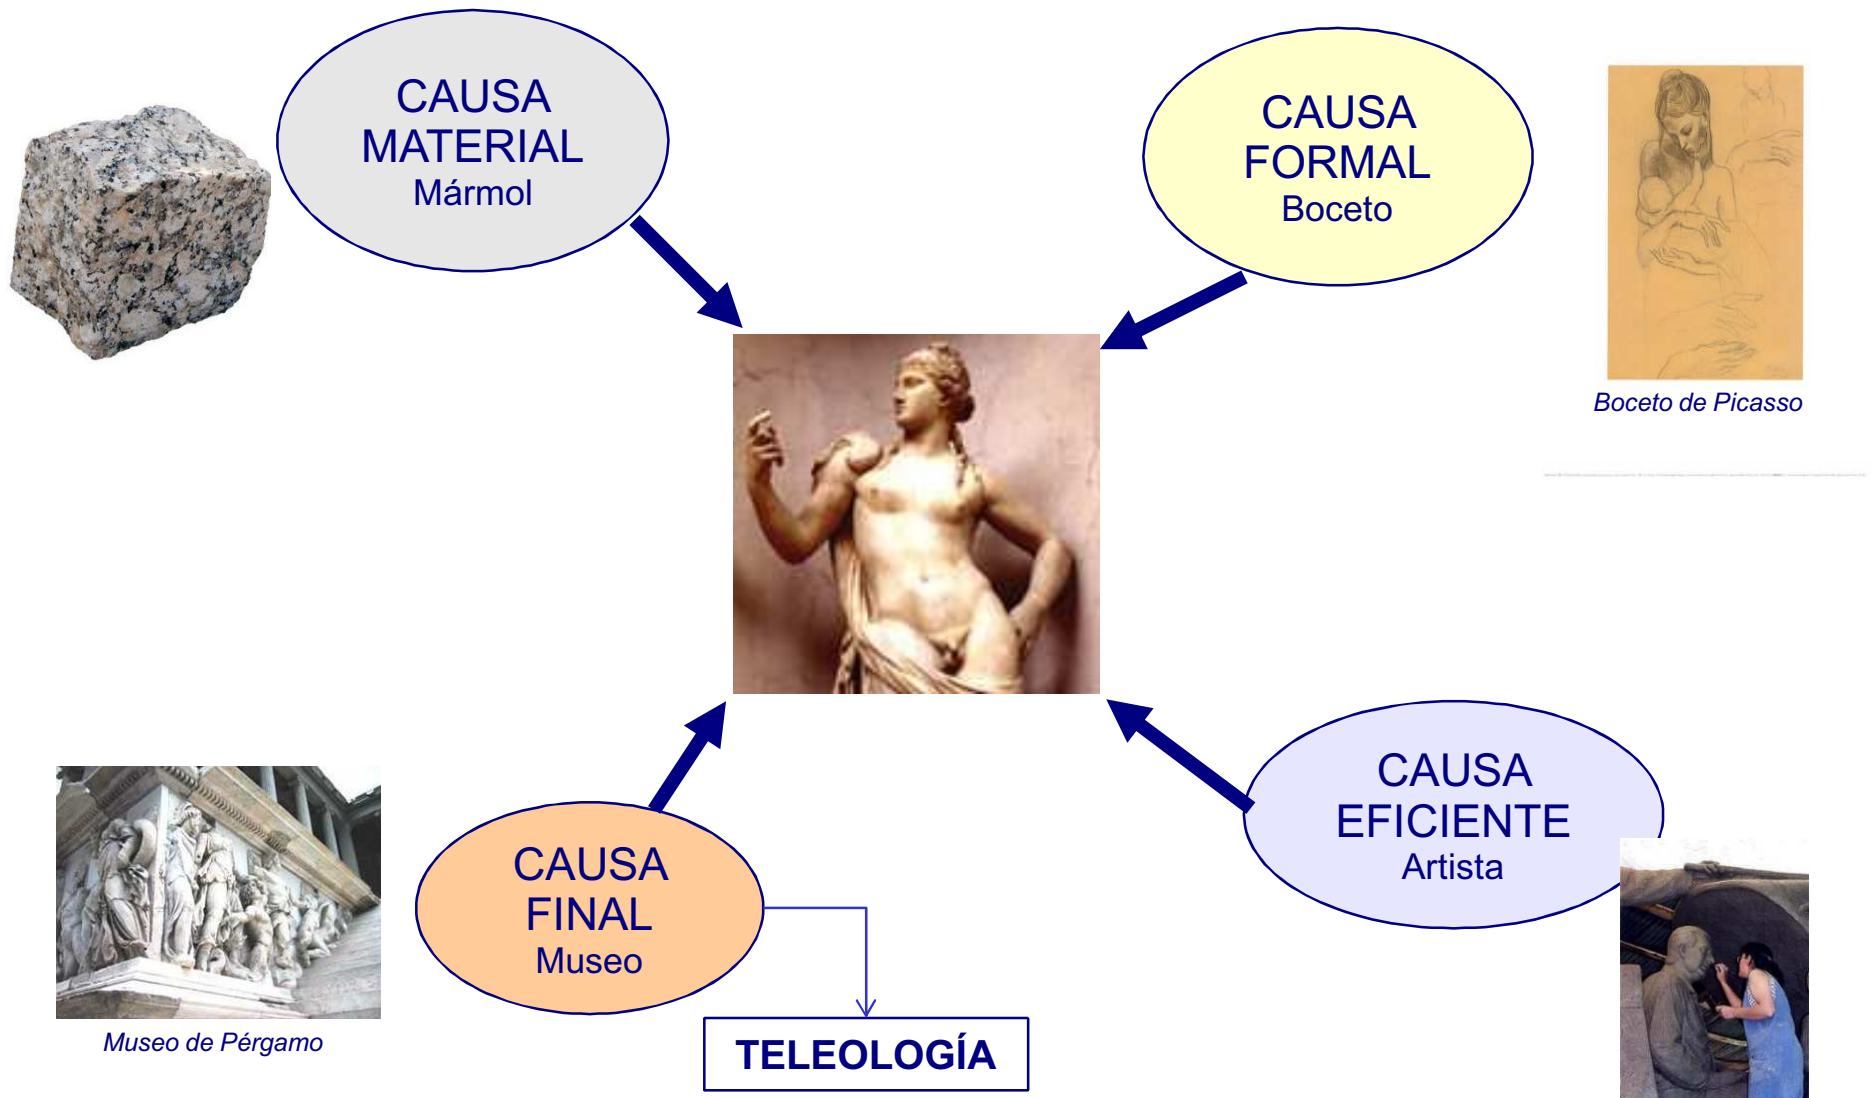 CAUSA
MATERIAL
Mármol
CAUSA
FORMAL
Boceto
Boceto de Picasso
CAUSA
EFICIENTE
Artista
CAUSA
FINAL
Museo
Museo de Pérgamo
TELEOLOGÍA